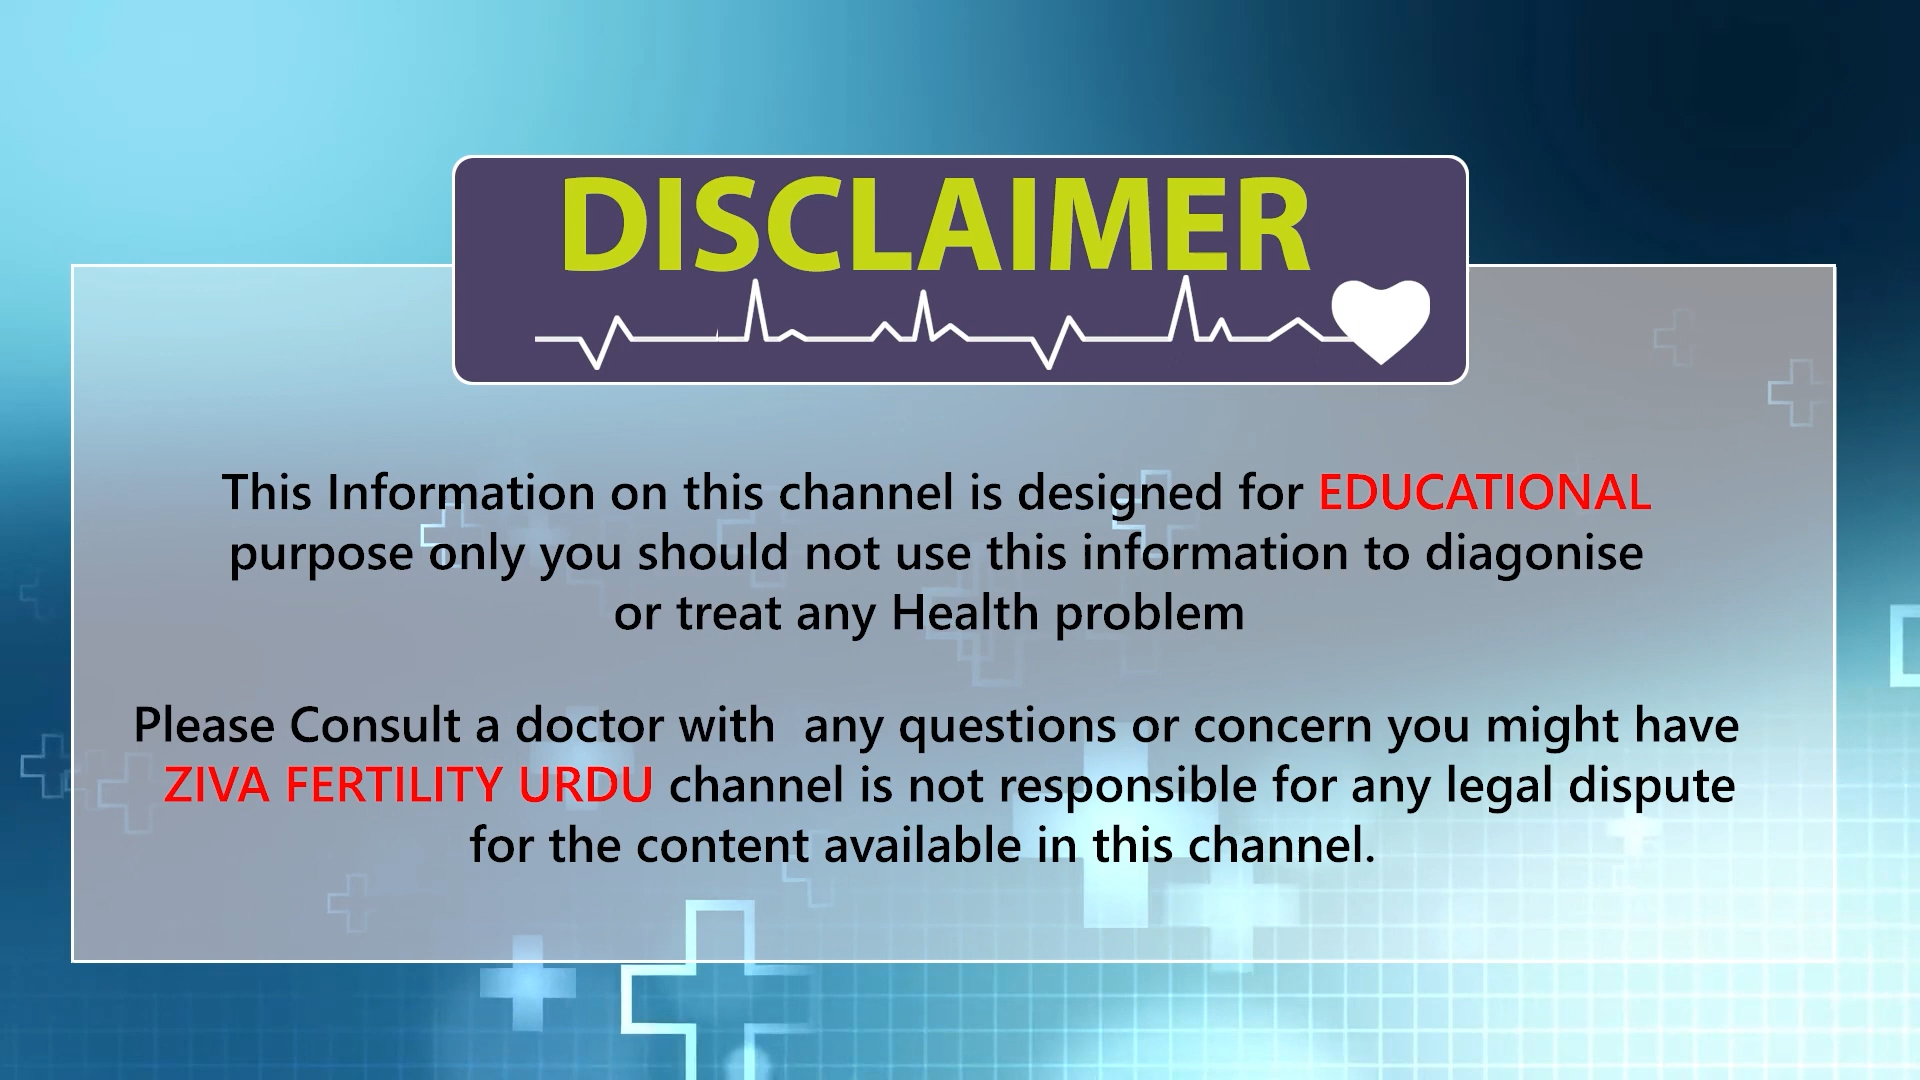 DISCLAIMER
This Information on this channel is designed for EDUCATIONAL
purpose only you should not use this information to diagonise
or treat any Health problem
Please Consult a doctor with  any questions or concern you might have
ZIVA FERTILITY URDU channel is not responsible for any legal dispute
for the content available in this channel.